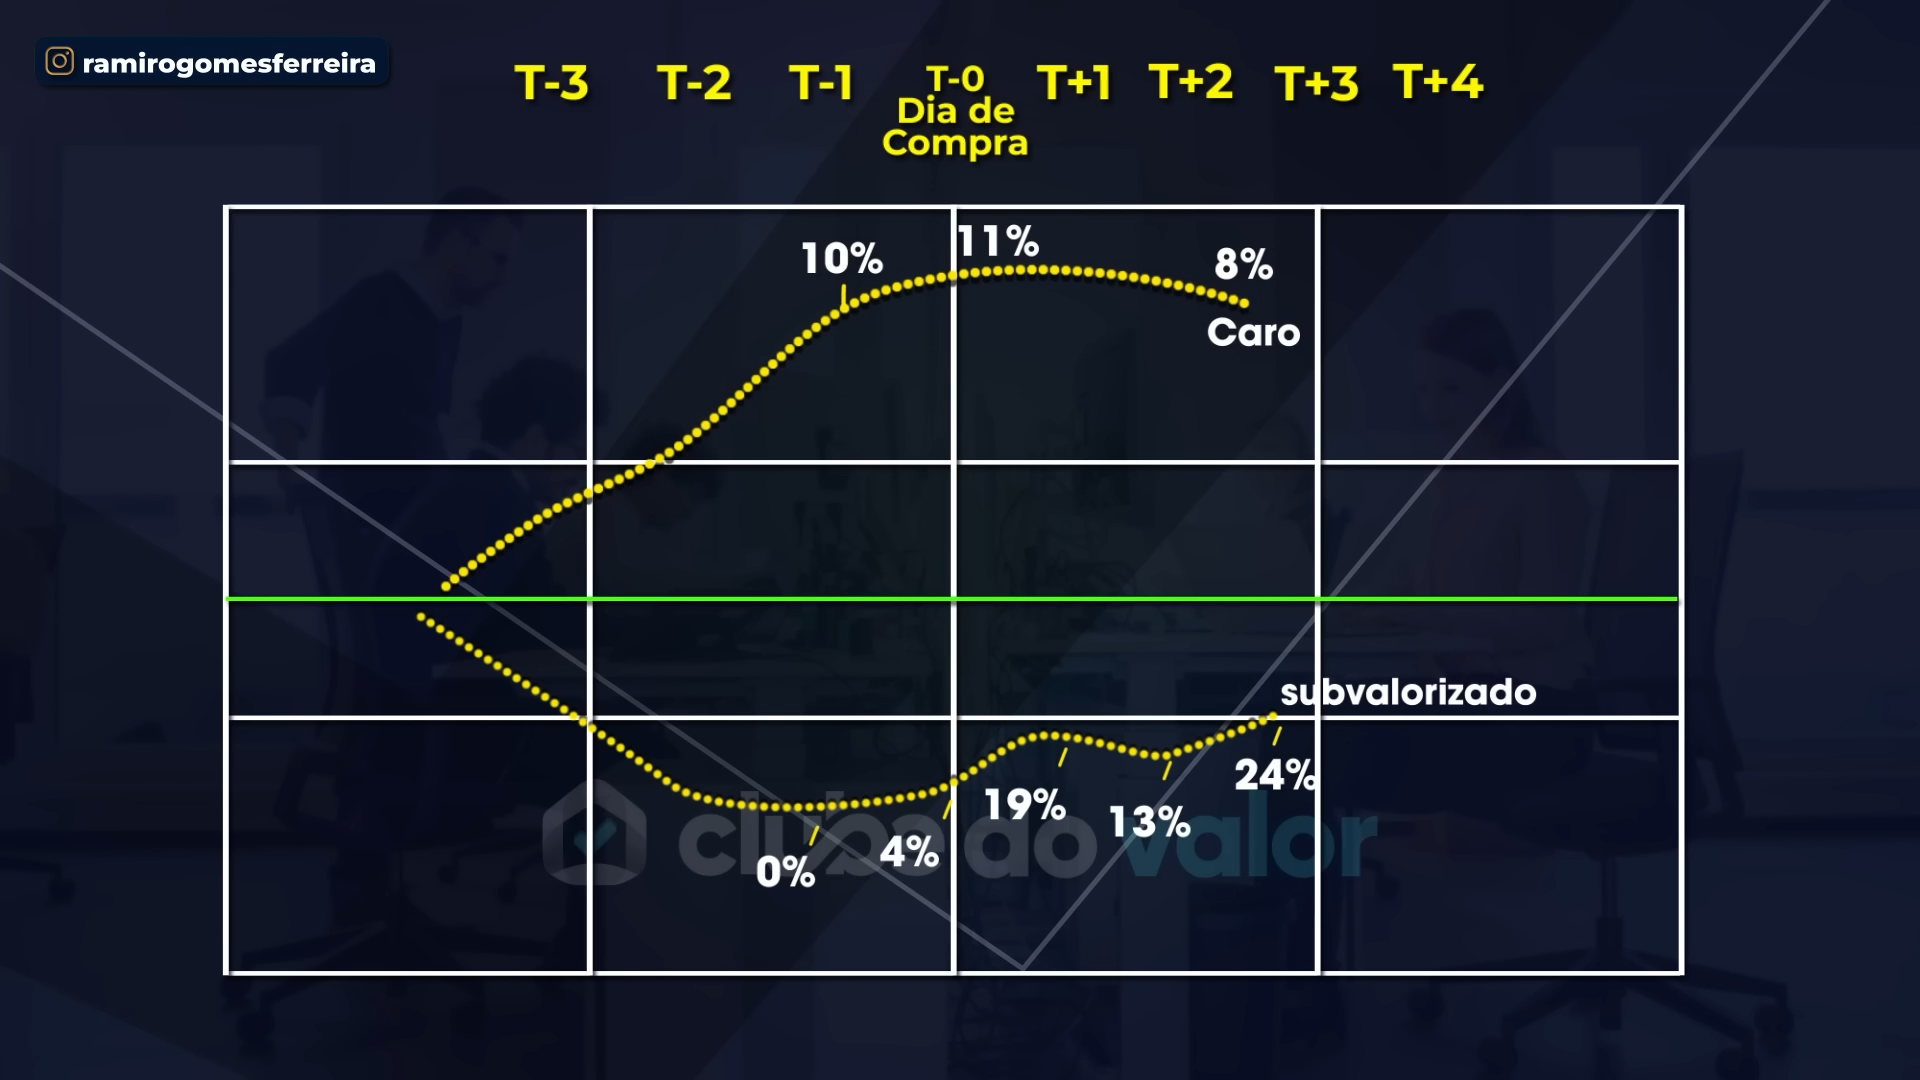 ramirogomesferreira
T-3 T-2 T-1 T-0 T+1 T+2 T+3 T+4
Dia de
Compra
10% 11% 8%
Caro
subvalorizado
24%
19% 13%
4%
0%
clube do valor